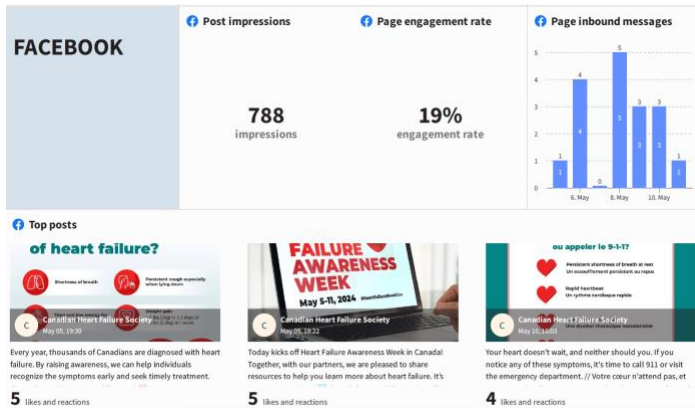 FACEBOOK
Post impressions
788
impressions
Page engagement rate
19%
engagement rate
Page inbound messages
5
4
3
2
1
0
1
1
4
4
0
5
5
3
3
3
3
1
1
6. May
8. May
10. May
Top posts
of heart failure?
Shortness of breath
Persistent cough especially
when lying down
C
Canadian Heart Failure Society
May 05, 19:30
Every year, thousands of Canadians are diagnosed with heart
failure. By raising awareness, we can help individuals
recognize the symptoms early and seek timely treatment.
5 likes and reactions
FAILURE
AWARENESS
WEEK
May 5-11, 2024
C
Canadian Heart Failure Society
May 05, 18:22
Today kicks off Heart Failure Awareness Week in Canada!
Together, with our partners, we are pleased to share
resources to help you learn more about heart failure. It's
5 likes and reactions
ou appeler le 9-1-1?
Persistent shortness of breath at rest
Un essoufflement persistant au repos
Rapid heartbeat
Un rythme cardiaque rapide
C
Canadian Heart Failure Society
Your heart doesn't wait, and neither should you. If you
notice any of these symptoms, it's time to call 911 or visit
the emergency department. // Votre cœur n'attend pas, et
4 likes and reactions